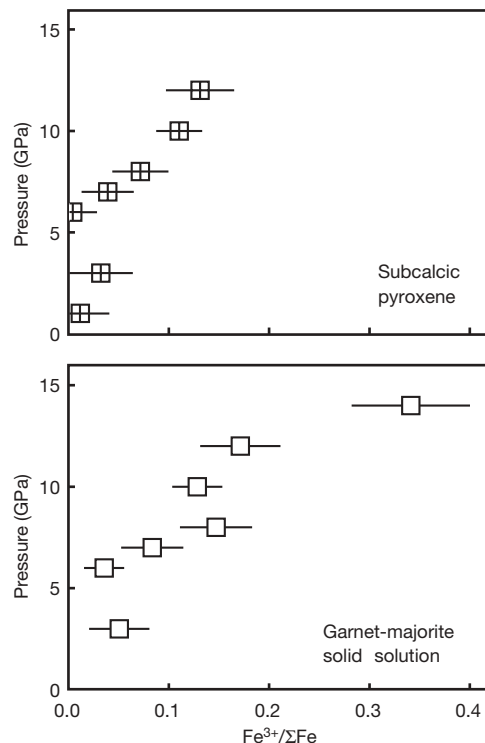 15
10
5
0
Pressure (GPa)
Subcalcic
pyroxene
15
10
5
0
Pressure (GPa)
Garnet-majorite
solid solution
0.0 0.1 0.2 0.3 0.4
Fe³⁺/ΣFe